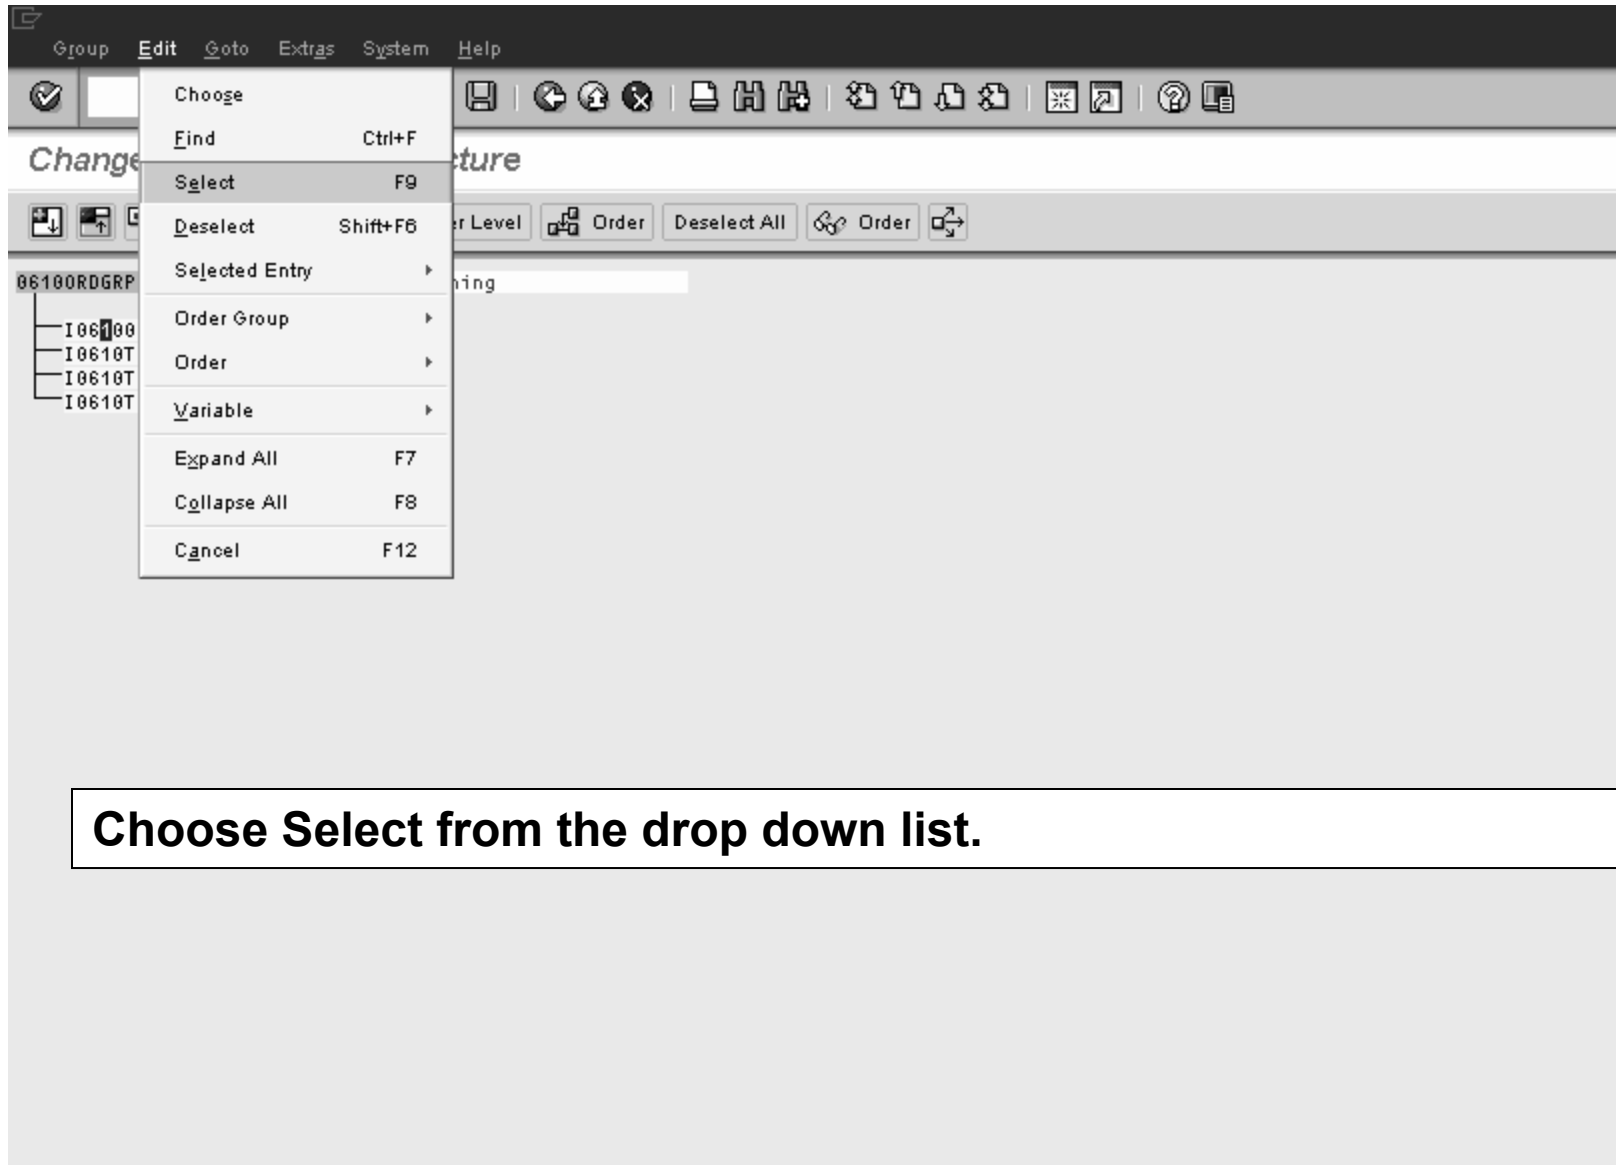 Group Edit Goto Extras System Help
Choose
Find Ctrl+F
Change cture
Select F9
Deselect Shift+F6
r Level Order Deselect All Order
Selected Entry
06100RDGRP ning
Order Group
I06100
I0610T
Order
I0610T
I0610T
Variable
Expand All F7
Collapse All F8
Cancel F12
Choose Select from the drop down list.